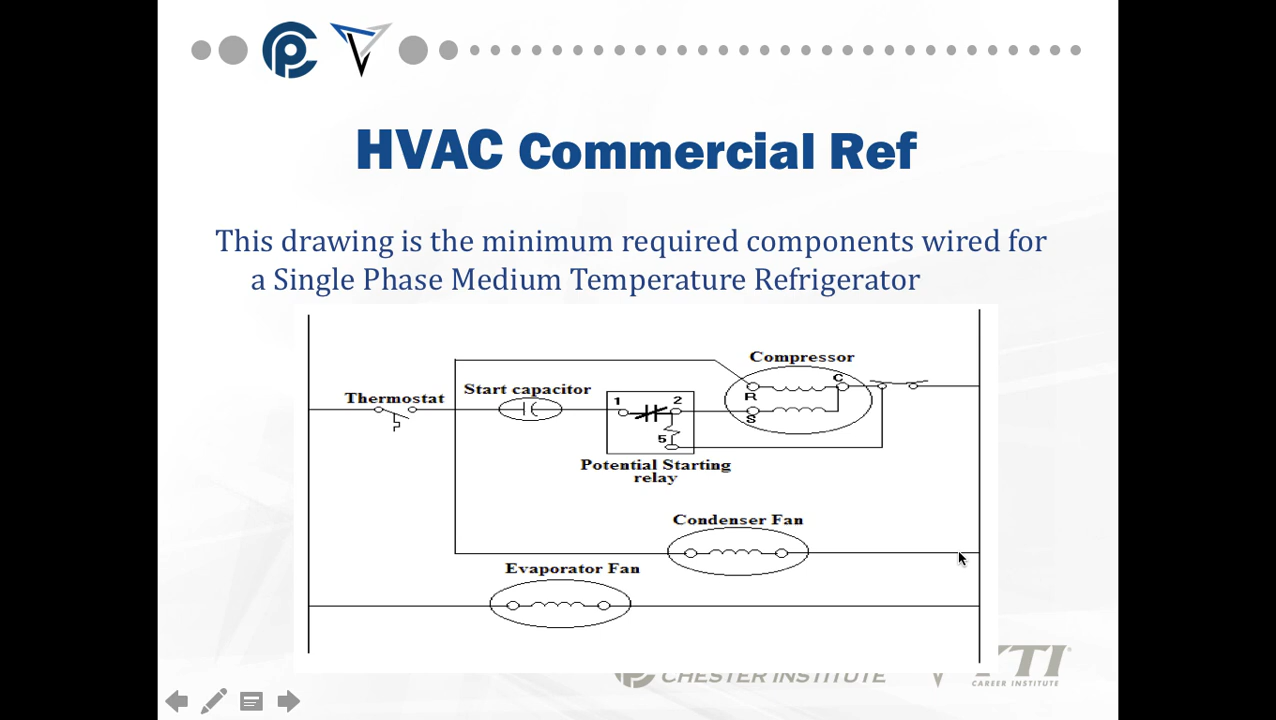 HVAC Commercial Ref
This drawing is the minimum required components wired for
a Single Phase Medium Temperature Refrigerator
Compressor
C
Thermostat
Start capacitor
1
2
R
S
5
Potential Starting
relay
Condenser Fan
Evaporator Fan
CHESTER INSTITUTE
YTI
CAREER INSTITUTE